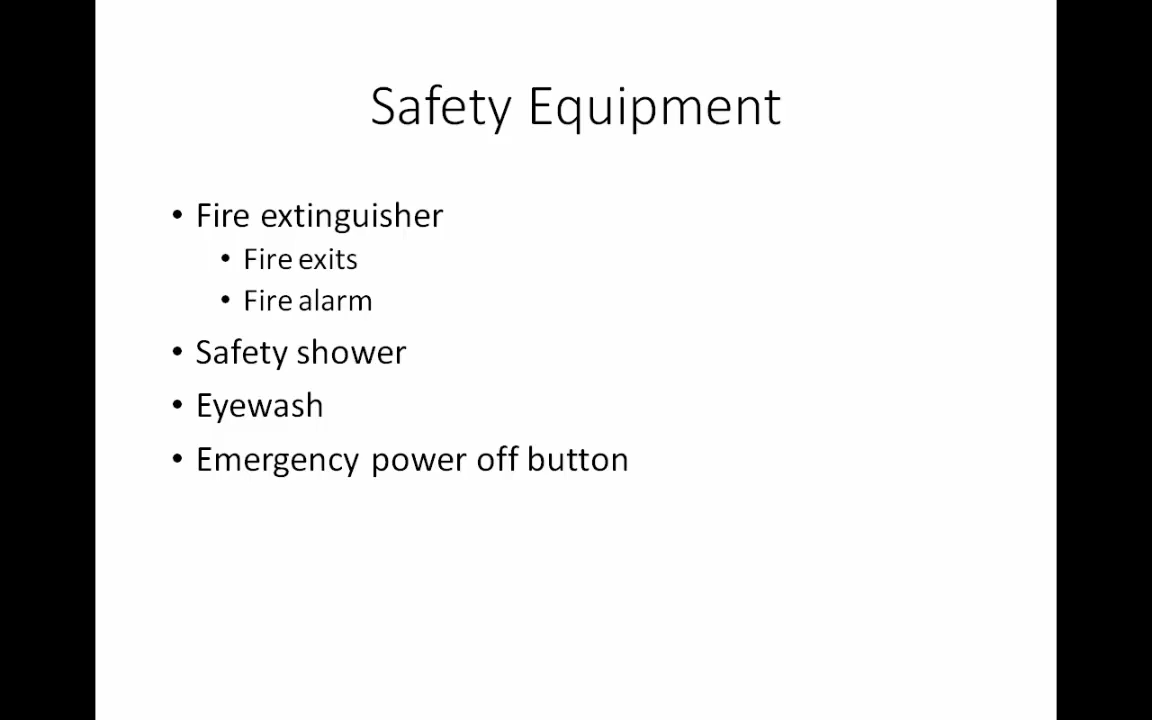 Safety Equipment
• Fire extinguisher
• Fire exits
• Fire alarm
• Safety shower
• Eyewash
• Emergency power off button